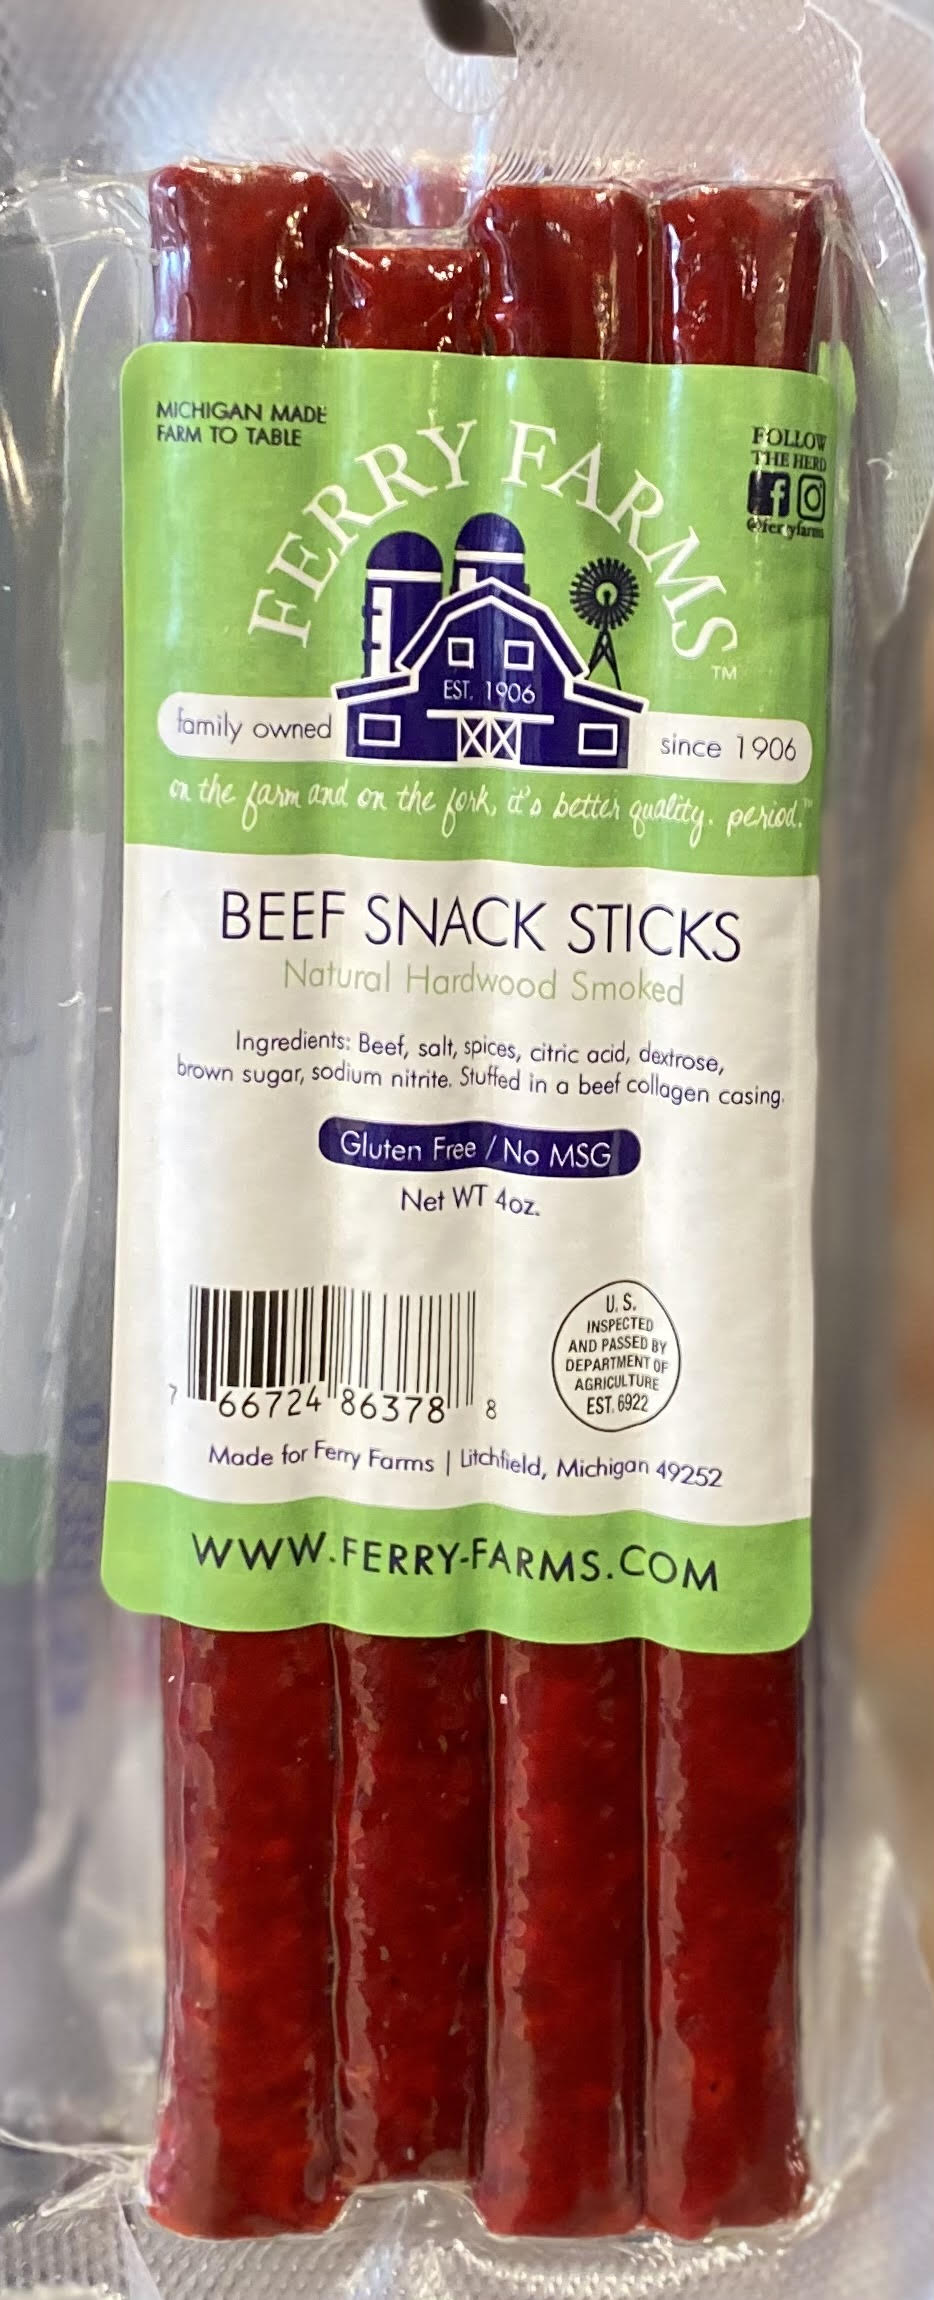 MICHIGAN MADE
FARM TO TABLE
FOLLOW
THE HERD
@ferryfarms
FERRY FARMS™
EST. 1906
family owned
since 1906
on the farm and on the fork, it's better quality. period.™
BEEF SNACK STICKS
Natural Hardwood Smoked
Ingredients: Beef, salt, spices, citric acid, dextrose,
brown sugar, sodium nitrite. Stuffed in a beef collagen casing.
Gluten Free / No MSG
Net WT 4oz.
7 66724 86378 8
U. S.
INSPECTED
AND PASSED BY
DEPARTMENT OF
AGRICULTURE
EST. 6922
Made for Ferry Farms | Litchfield, Michigan 49252
WWW.FERRY-FARMS.COM